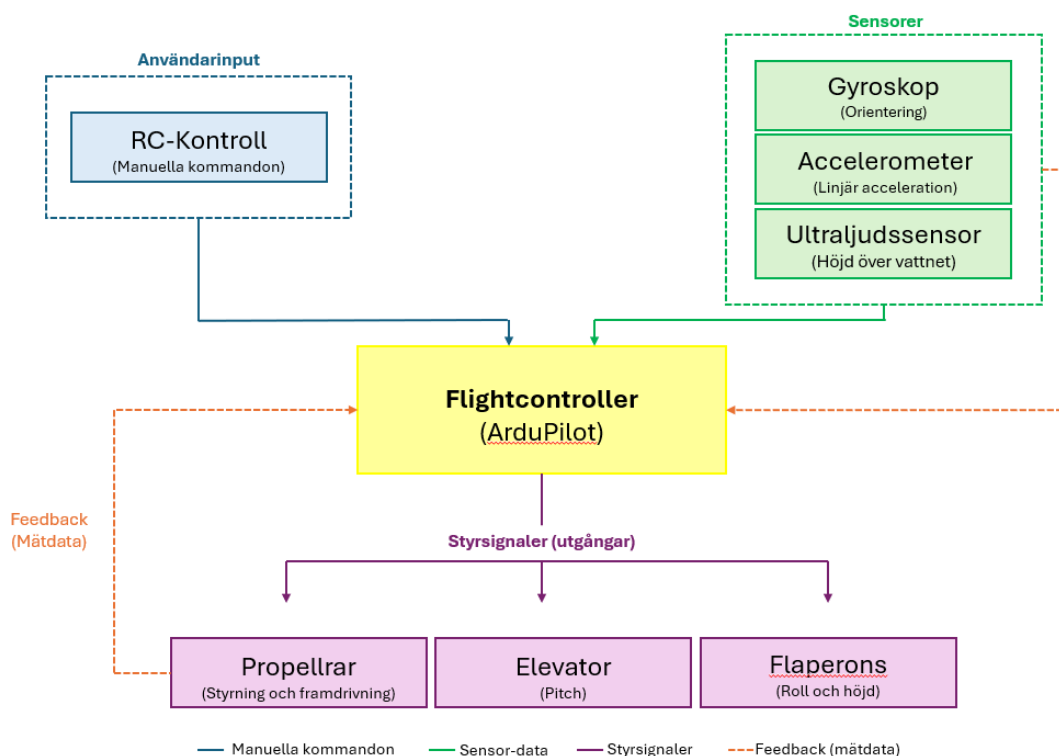 Sensorer
Användarinput
Gyroskop
(Orientering)
RC-Kontroll
(Manuella kommandon)
Accelerometer
(Linjär acceleration)
Ultraljudssensor
(Höjd över vattnet)
Flightcontroller
(ArduPilot)
Feedback
(Mätdata)
Styrsignaler (utgångar)
Propellrar
(Styrning och framdrivning)
Elevator
(Pitch)
Flaperons
(Roll och höjd)
Manuella kommandon
Sensor-data
Styrsignaler
Feedback (mätdata)